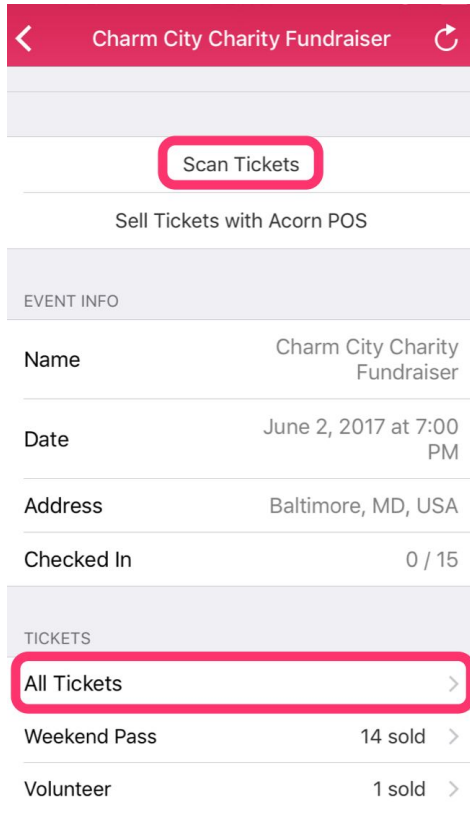 Charm City Charity Fundraiser
Scan Tickets
Sell Tickets with Acorn POS
EVENT INFO
Name
Charm City Charity
Fundraiser
Date
June 2, 2017 at 7:00
PM
Address Baltimore, MD, USA
Checked In 0 / 15
TICKETS
All Tickets
Weekend Pass 14 sold
Volunteer 1 sold